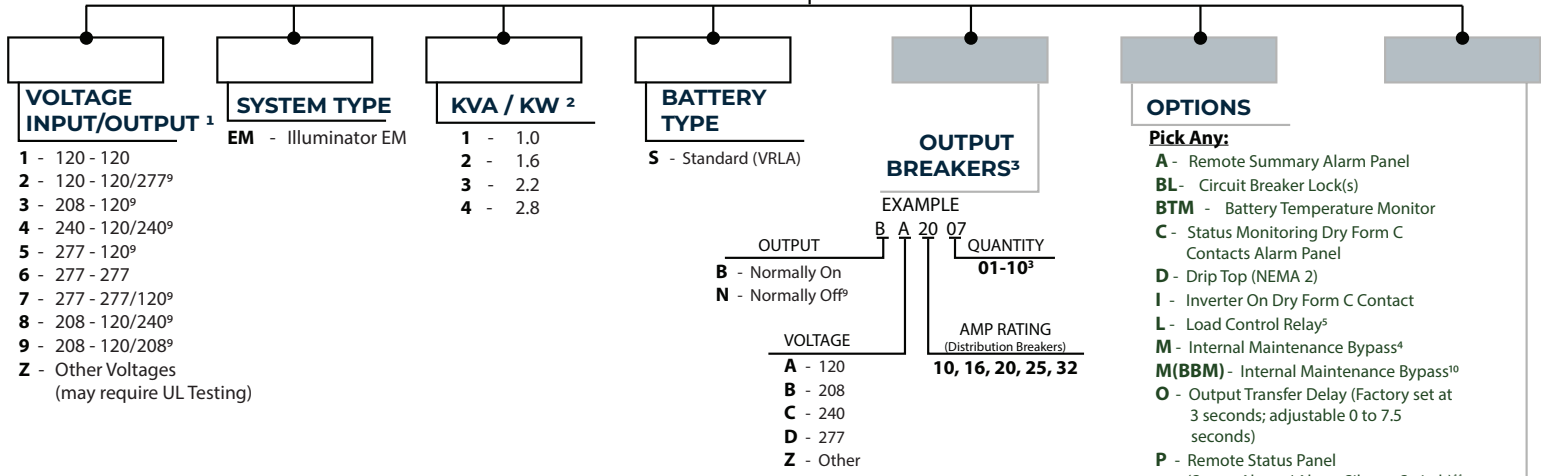 VOLTAGE
INPUT/OUTPUT ¹
1 - 120 - 120
2 - 120 - 120/277⁹
3 - 208 - 120⁹
4 - 240 - 120/240⁹
5 - 277 - 120⁹
6 - 277 - 277
7 - 277 - 277/120⁹
8 - 208 - 120/240⁹
9 - 208 - 120/208⁹
Z - Other Voltages
(may require UL Testing)
SYSTEM TYPE
EM - Illuminator EM
KVA / KW ²
1 - 1.0
2 - 1.6
3 - 2.2
4 - 2.8
BATTERY
TYPE
S - Standard (VRLA)
OUTPUT
BREAKERS³
EXAMPLE
B A 20 07
OUTPUT
B - Normally On
N - Normally Off⁹
QUANTITY
01-10³
VOLTAGE
A - 120
B - 208
C - 240
D - 277
Z - Other
AMP RATING
(Distribution Breakers)
10, 16, 20, 25, 32
OPTIONS
Pick Any:
A - Remote Summary Alarm Panel
BL- Circuit Breaker Lock(s)
BTM - Battery Temperature Monitor
C - Status Monitoring Dry Form C
Contacts Alarm Panel
D - Drip Top (NEMA 2)
I - Inverter On Dry Form C Contact
L - Load Control Relay⁵
M - Internal Maintenance Bypass⁴
M(BBM) - Internal Maintenance Bypass¹⁰
O - Output Transfer Delay (Factory set at
3 seconds; adjustable 0 to 7.5
seconds)
P - Remote Status Panel